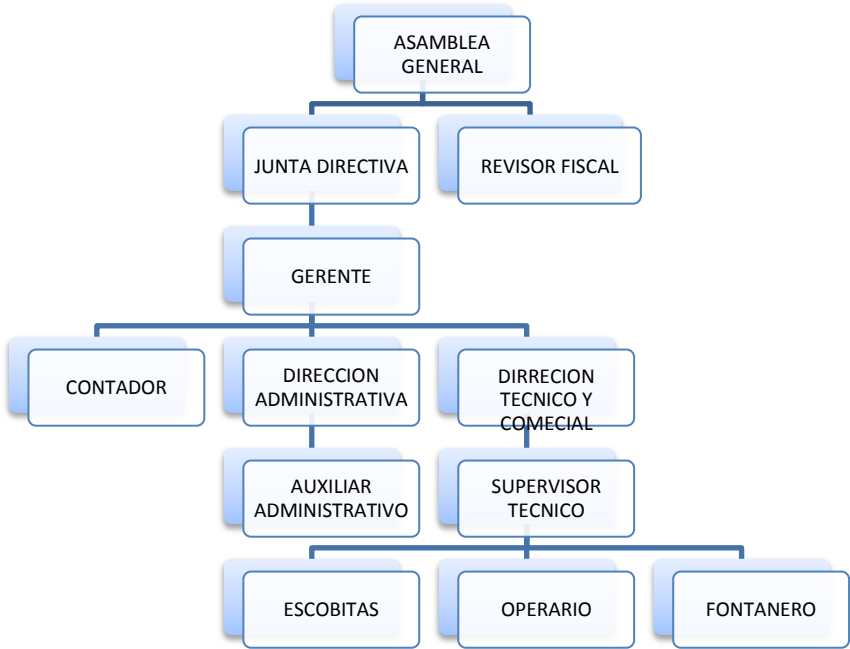 ASAMBLEA
GENERAL
JUNTA DIRECTIVA
REVISOR FISCAL
GERENTE
CONTADOR
DIRECCION
ADMINISTRATIVA
DIRRECION
TECNICO Y
COMECIAL
AUXILIAR
ADMINISTRATIVO
SUPERVISOR
TECNICO
ESCOBITAS
OPERARIO
FONTANERO